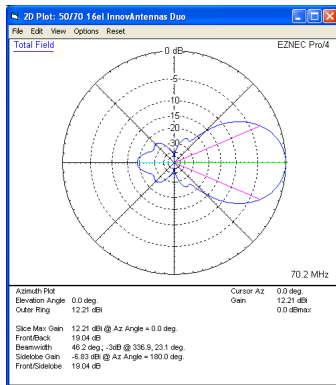 2D Plot: 50/70 16el InnovAntennas Duo
File Edit View Options Reset
Total Field
EZNEC Pro/4
0 dB
-5
-10
-15
-20
-30
70.2 MHz
Azimuth Plot
Elevation Angle 0.0 deg.
Outer Ring 12.21 dBi
Cursor Az 0.0 deg.
Gain 12.21 dBi
0.0 dBmax
Slice Max Gain 12.21 dBi @ Az Angle = 0.0 deg.
Front/Back 19.04 dB
Beamwidth 46.2 deg.; -3dB @ 336.9, 23.1 deg.
Sidelobe Gain -6.83 dBi @ Az Angle = 180.0 deg.
Front/Sidelobe 19.04 dB